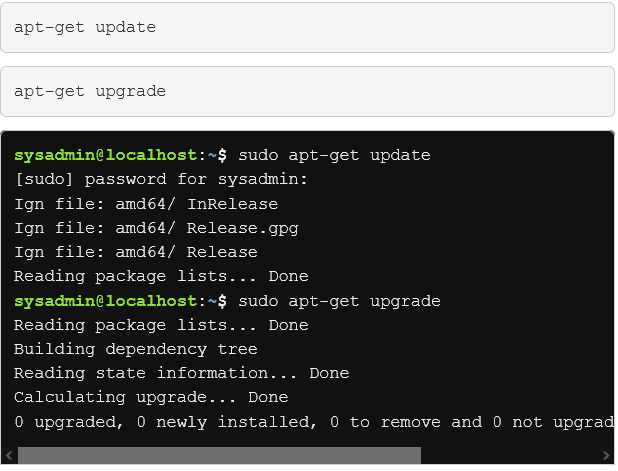 apt-get update
apt-get upgrade
sysadmin@localhost:~$ sudo apt-get update
[sudo] password for sysadmin:
Ign file: amd64/ InRelease
Ign file: amd64/ Release.gpg
Ign file: amd64/ Release
Reading package lists... Done
sysadmin@localhost:~$ sudo apt-get upgrade
Reading package lists... Done
Building dependency tree
Reading state information... Done
Calculating upgrade... Done
0 upgraded, 0 newly installed, 0 to remove and 0 not upgrad